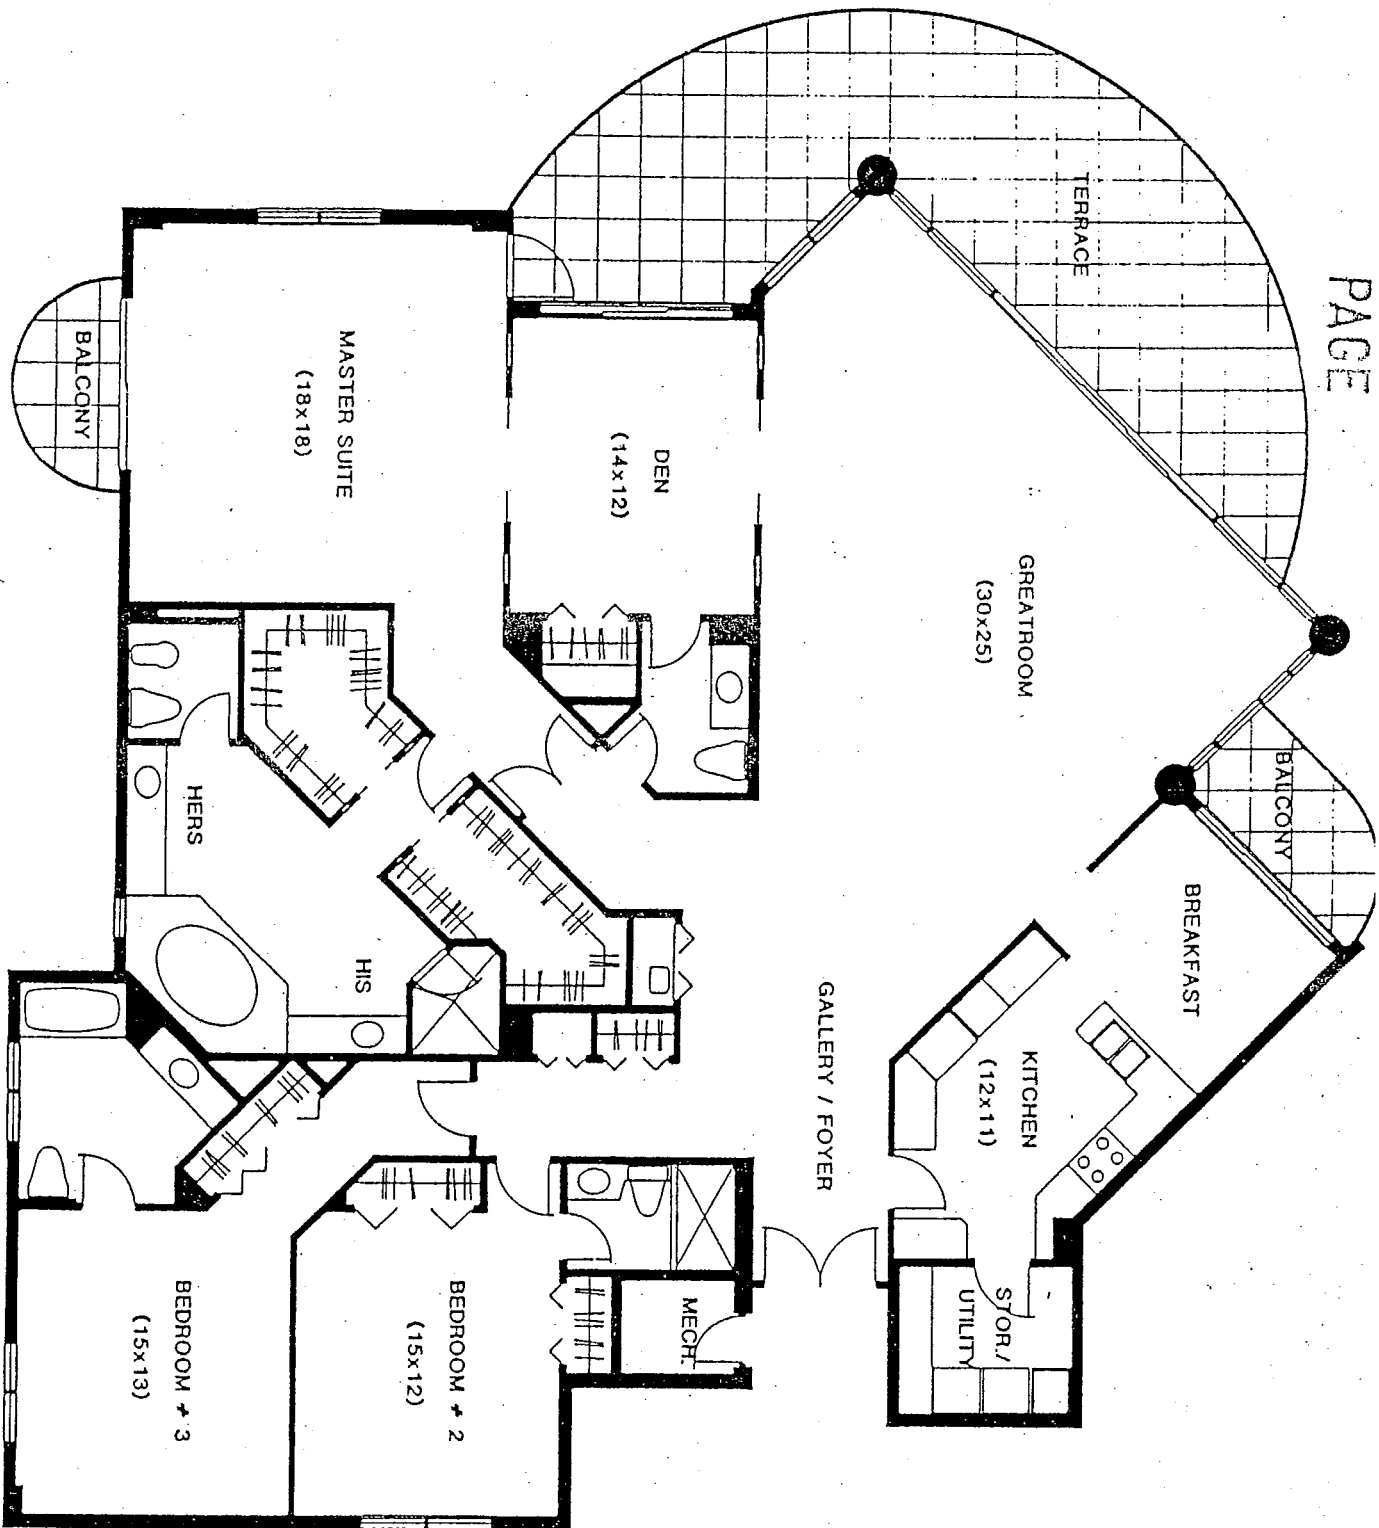 PAGE
TERRACE
BALCONY
MASTER SUITE
(18x18)
DEN
(14x12)
GREATROOM
(30x25)
BALCONY
BREAKFAST
HERS
HIS
GALLERY / FOYER
KITCHEN
(12x11)
STOR./
UTILITY
MECH.
BEDROOM # 2
(15x12)
BEDROOM # 3
(15x13)